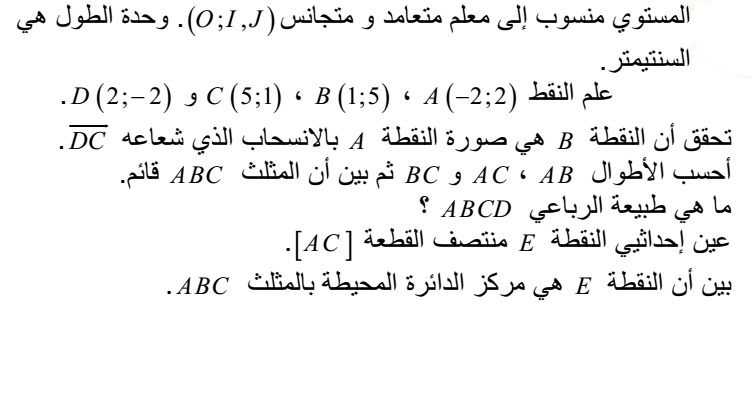 المستوي منسوب إلى معلم متعامد و متجانس (O;I,J). وحدة الطول هي
السنتيمتر.
علم النقط A(−2;2) ، B(1;5) ، C(5;1) و D(2;−2).
تحقق أن النقطة B هي صورة النقطة A بالانسحاب الذي شعاعه \overrightarrow{DC}.
أحسب الأطوال AB ، AC و BC ثم بين أن المثلث ABC قائم.
ما هي طبيعة الرباعي ABCD ؟
عين إحداثيي النقطة E منتصف القطعة [AC].
بين أن النقطة E هي مركز الدائرة المحيطة بالمثلث ABC.